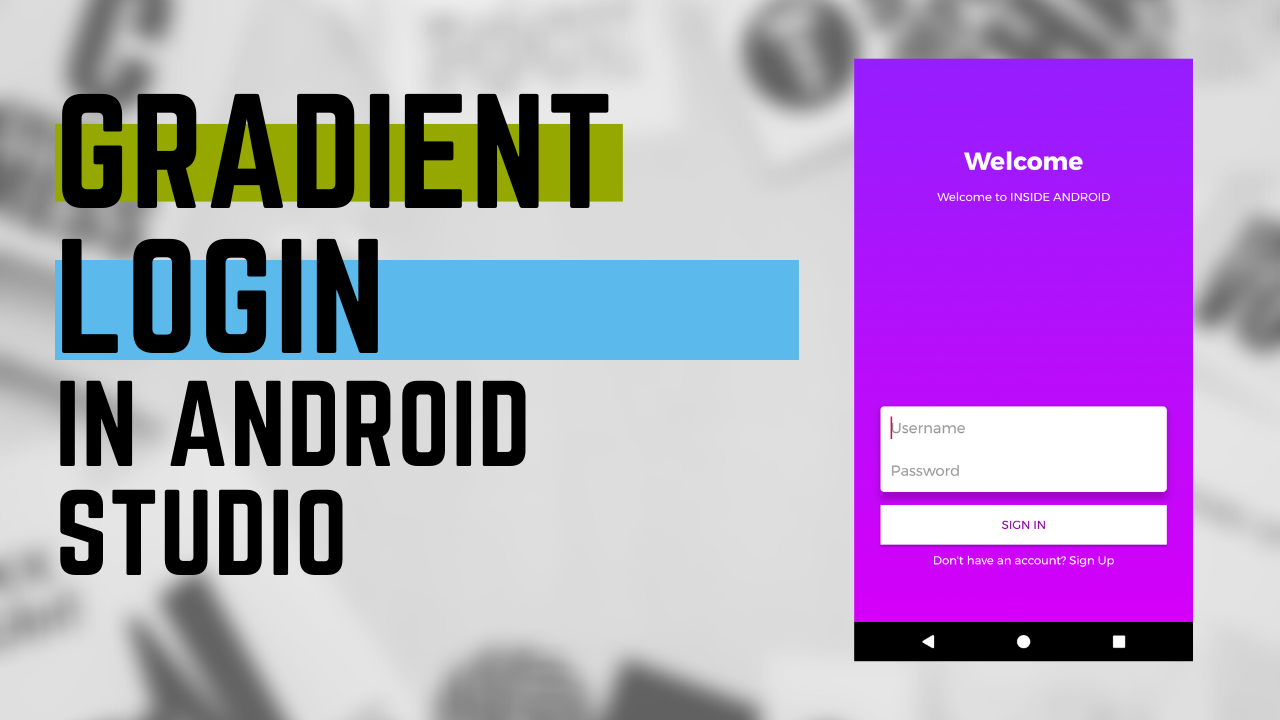 GRADIENT
LOGIN
IN ANDROID
STUDIO
Welcome
Welcome to INSIDE ANDROID
Username
Password
SIGN IN
Don't have an account? Sign Up